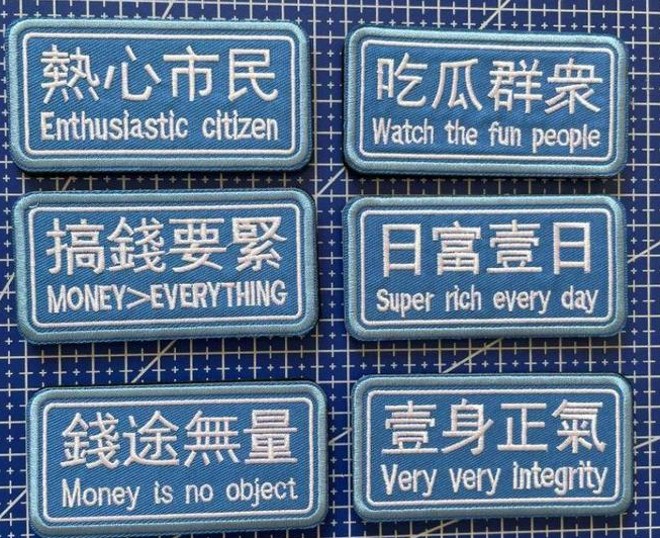 熱心市民
Enthusiastic citizen
吃瓜群衆
Watch the fun people
搞錢要緊
MONEY>EVERYTHING
日富壹日
Super rich every day
錢途無量
Money is no object
壹身正氣
Very very integrity